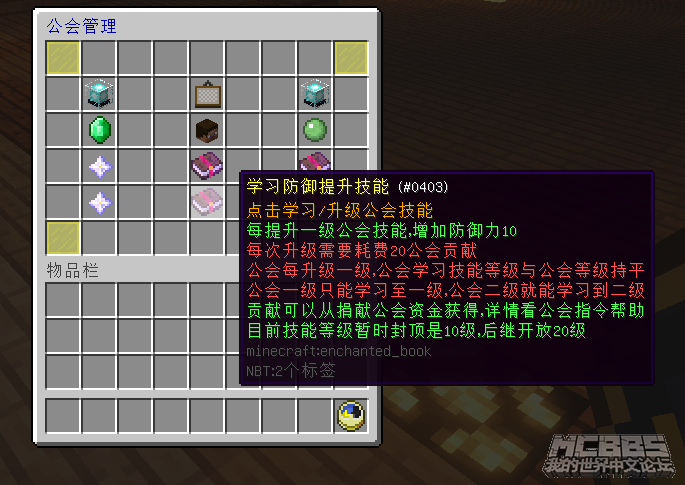 公会管理
学习防御提升技能 (#0403)
点击学习/升级公会技能
每提升一级公会技能,增加防御力10
每次升级需要耗费20公会贡献
公会每升级一级,公会学习技能等级与公会等级持平
公会一级只能学习至一级,公会二级就能学习到二级
贡献可以从捐献公会资金获得,详情看公会指令帮助
目前技能等级暂时封顶是10级,后继开放20级
minecraft:enchanted_book
NBT:2个标签
物品栏
MCBBS
我的世界中文论坛